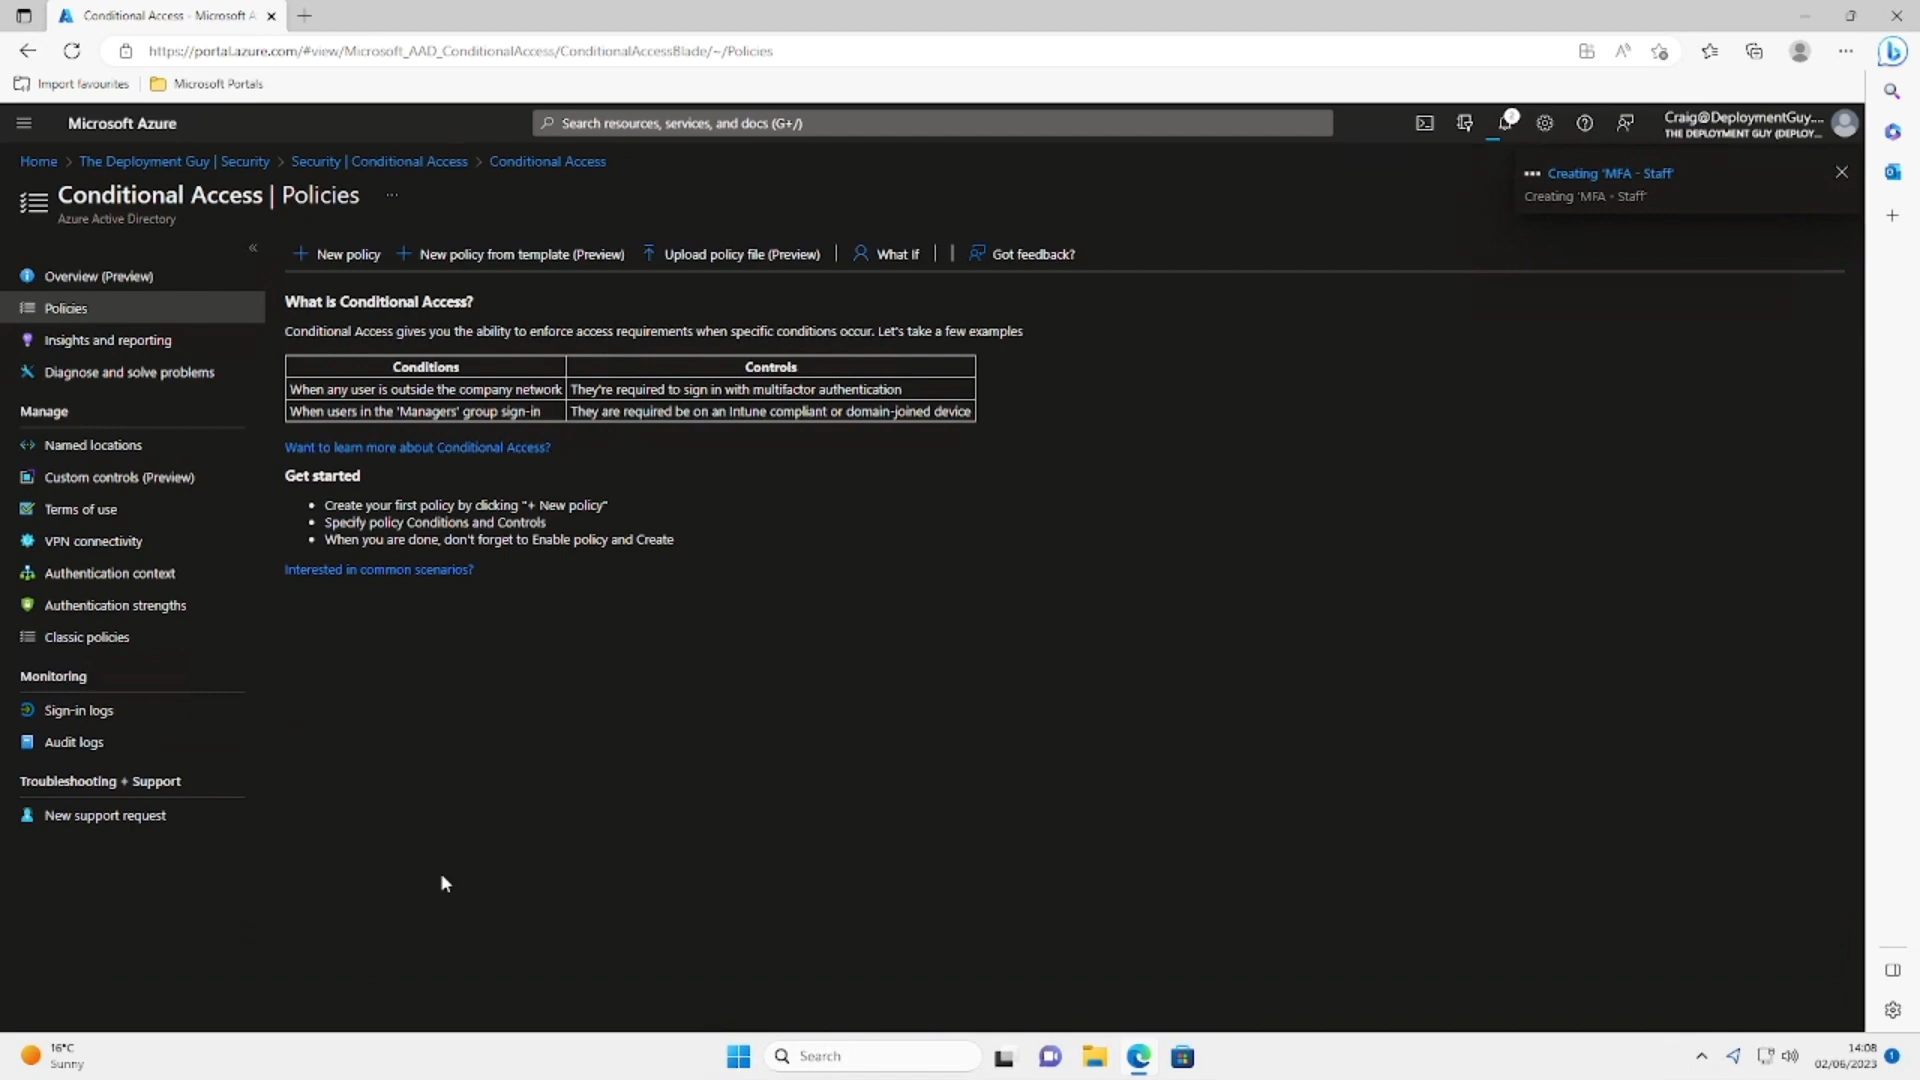 Conditional Access - Microsoft A
https://portal.azure.com/#view/Microsoft_AAD_ConditionalAccess/ConditionalAccessBlade/~/Policies
Import favourites
Microsoft Portals
Microsoft Azure
Search resources, services, and docs (G+/)
Craig@DeploymentGuy....
THE DEPLOYMENT GUY (DEPLOY...
Home > The Deployment Guy | Security > Security | Conditional Access > Conditional Access
Conditional Access | Policies ...
Azure Active Directory
Creating 'MFA - Staff'
Creating 'MFA - Staff'
«
+ New policy + New policy from template (Preview) Upload policy file (Preview) | What If | | Got feedback?
Overview (Preview)
Policies
Insights and reporting
Diagnose and solve problems
Manage
Named locations
Custom controls (Preview)
Terms of use
VPN connectivity
Authentication context
Authentication strengths
Classic policies
Monitoring
Sign-in logs
Audit logs
Troubleshooting + Support
New support request
What is Conditional Access?
Conditional Access gives you the ability to enforce access requirements when specific conditions occur. Let's take a few examples
Conditions Controls
When any user is outside the company network They're required to sign in with multifactor authentication
When users in the 'Managers' group sign-in They are required be on an Intune compliant or domain-joined device
Want to learn more about Conditional Access?
Get started
• Create your first policy by clicking "+ New policy"
• Specify policy Conditions and Controls
• When you are done, don't forget to Enable policy and Create
Interested in common scenarios?
16°C
Sunny
Search
14:08
02/06/2023
1